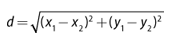 d = √(x₁ − x₂)² + (y₁ − y₂)²